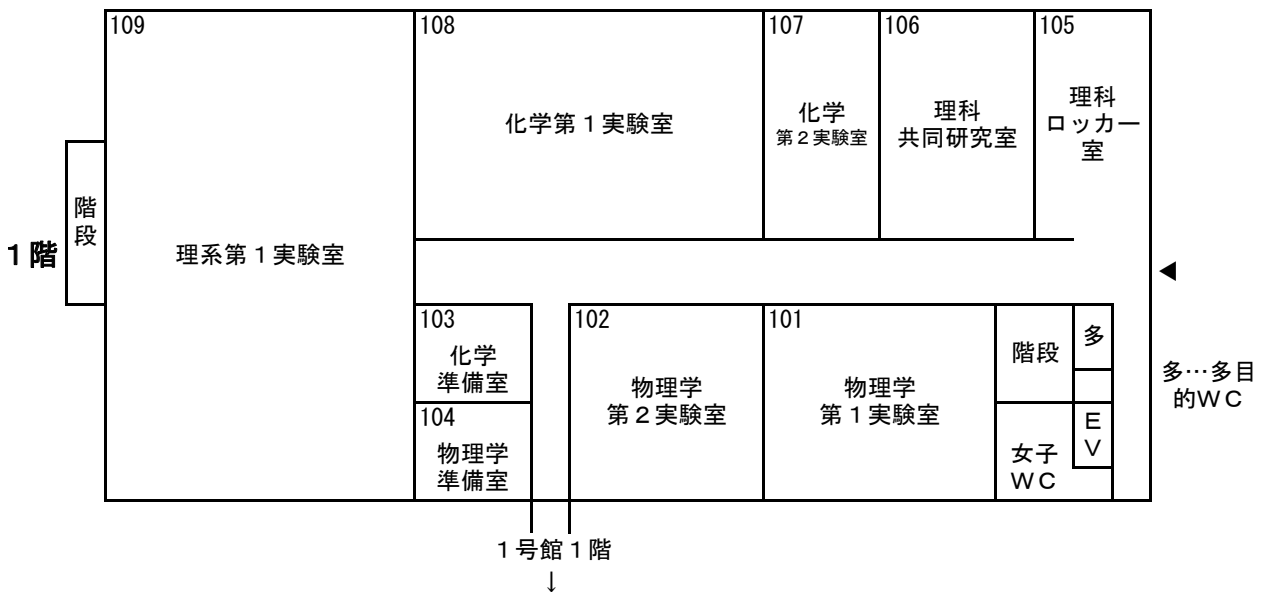 109
108
107
106
105
化学第１実験室
化学
第２実験室
理科
共同研究室
理科
ロッカー
室
階
段
１階
理系第１実験室
◀
103
化学
準備室
104
物理学
準備室
102
物理学
第２実験室
101
物理学
第１実験室
階段
多
Ｅ
Ｖ
女子
ＷＣ
多…多目
的ＷＣ
１号館１階
↓